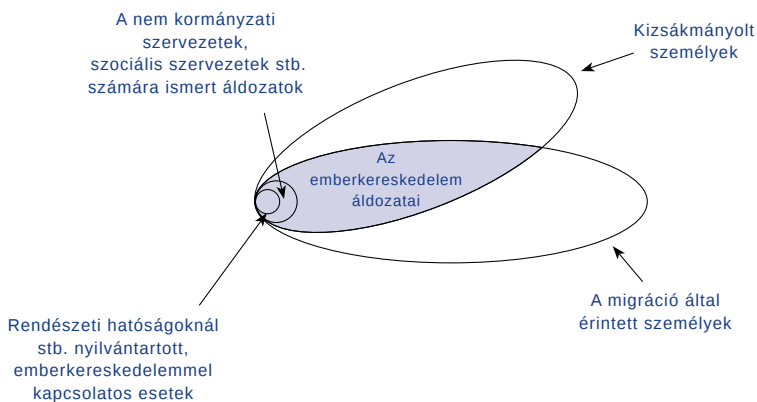 A nem kormányzati
szervezetek,
szociális szervezetek stb.
számára ismert áldozatok
Kizsákmányolt
személyek
Az
emberkereskedelem
áldozatai
A migráció által
érintett személyek
Rendészeti hatóságoknál
stb. nyilvántartott,
emberkereskedelemmel
kapcsolatos esetek